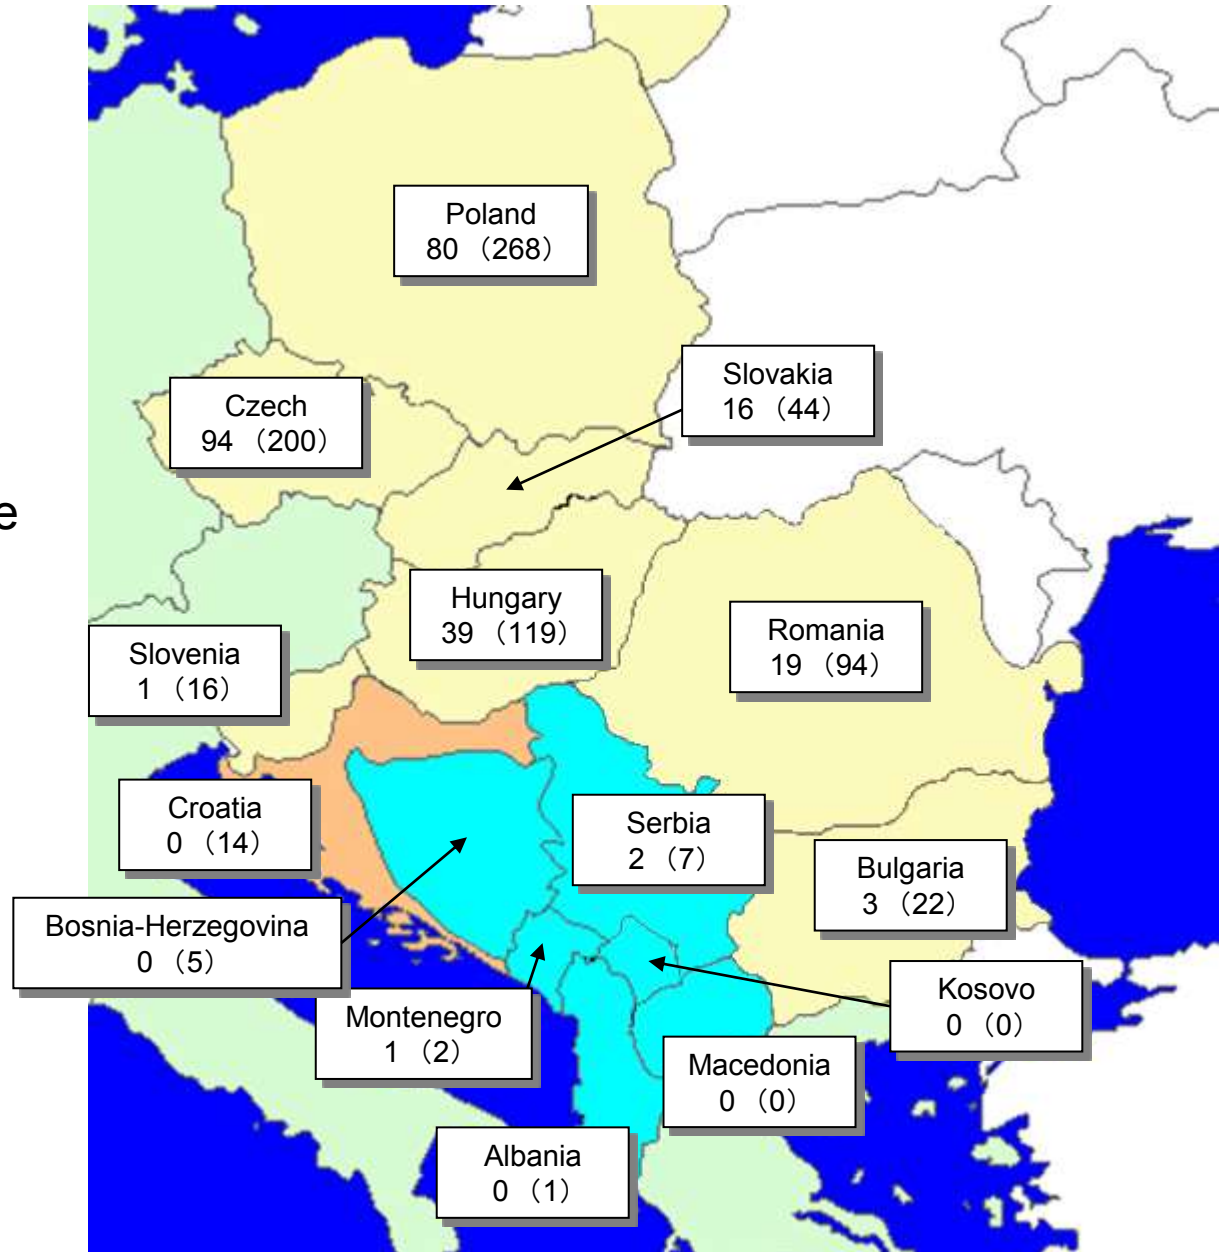 Poland
80 （268）
Slovakia
16 （44）
Czech
94 （200）
e
Hungary
39 （119）
Romania
19 （94）
Slovenia
1 （16）
Croatia
0 （14）
Serbia
2 （7）
Bulgaria
3 （22）
Bosnia-Herzegovina
0 （5）
Kosovo
0 （0）
Montenegro
1 （2）
Macedonia
0 （0）
Albania
0 （1）